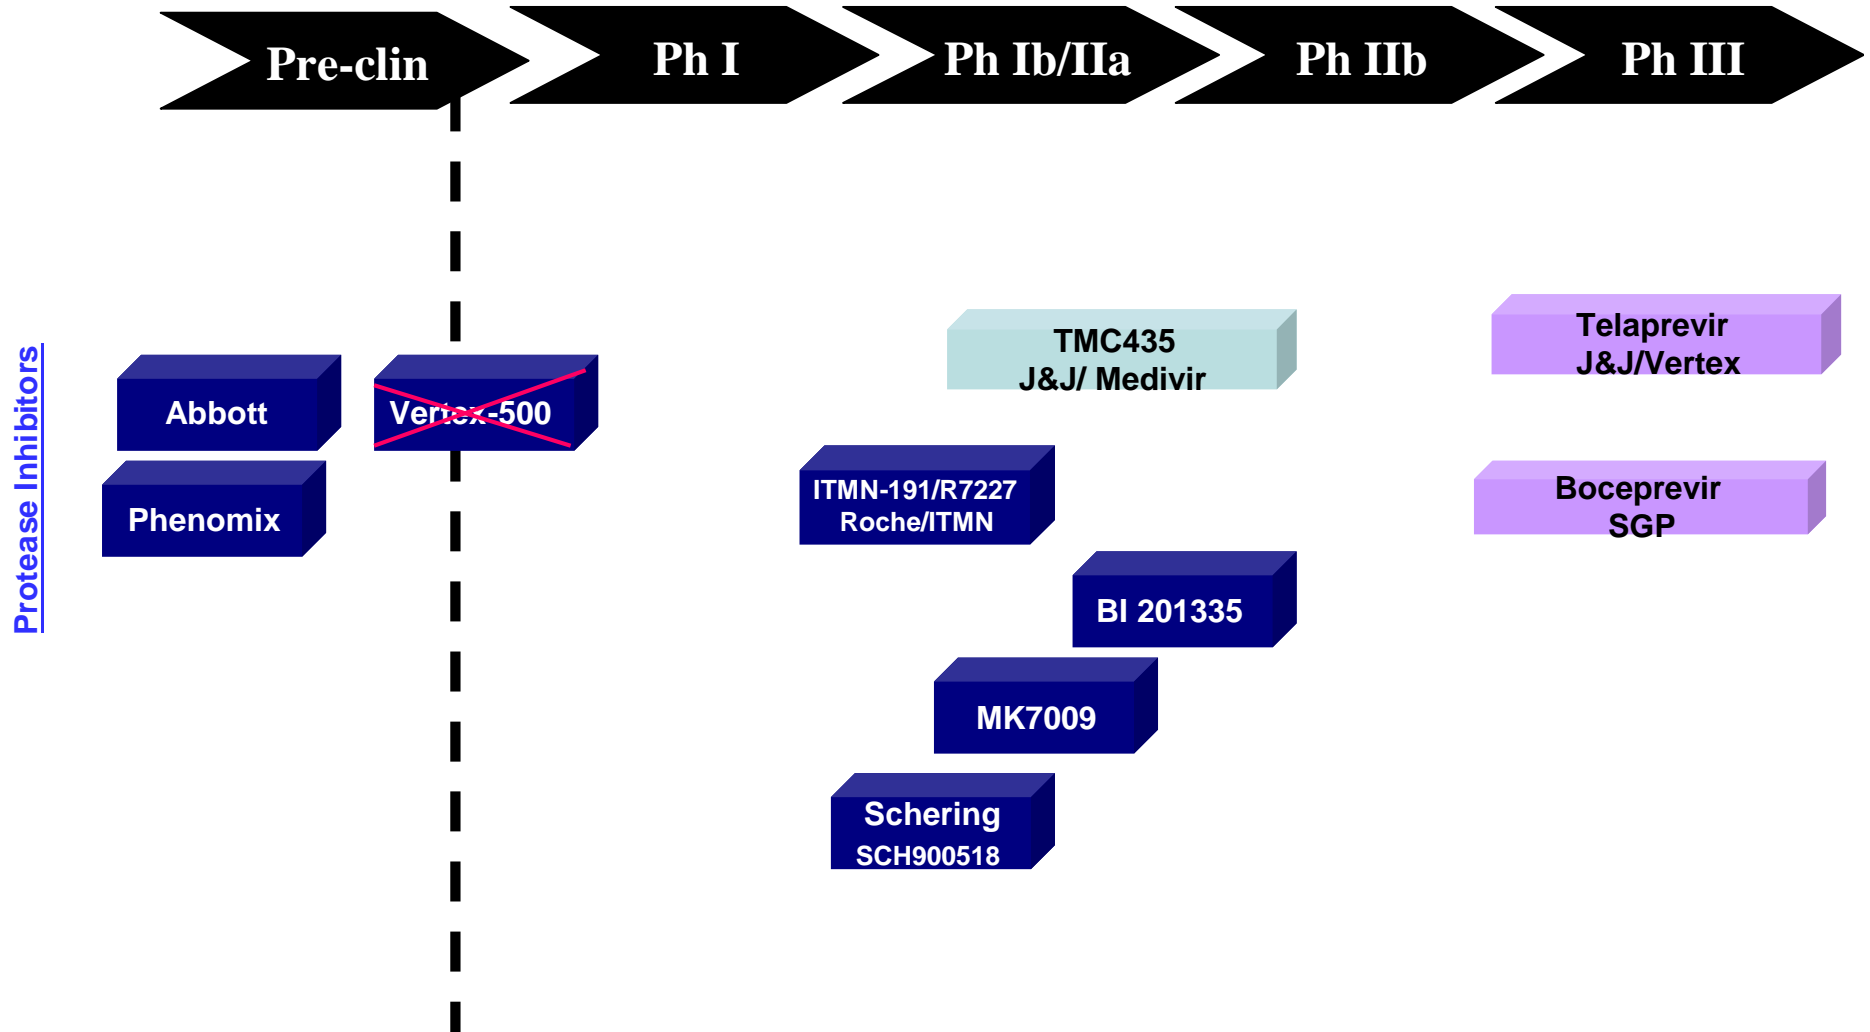 Pre-clin
Ph I
Ph Ib/IIa
Ph IIb
Ph III
Protease Inhibitors
Abbott
Phenomix
Vertex-500
TMC435
J&J/ Medivir
ITMN-191/R7227
Roche/ITMN
BI 201335
MK7009
Schering
SCH900518
Telaprevir
J&J/Vertex
Boceprevir
SGP